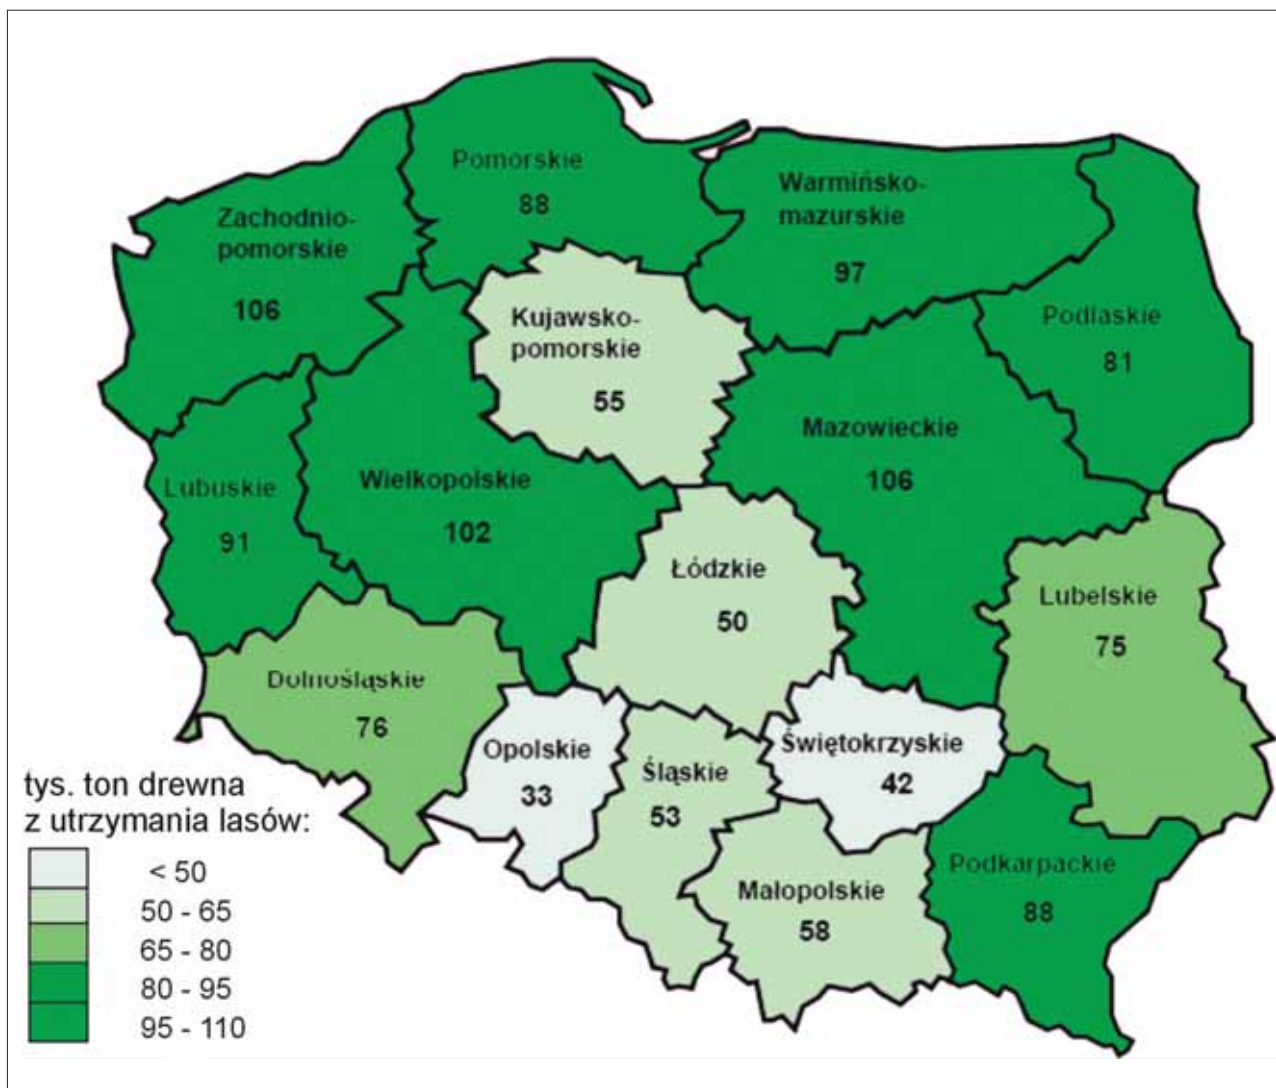 Pomorskie
88
Warmińsko-
mazurskie
97
Zachodnio-
pomorskie
106
Kujawsko-
pomorskie
55
Podlaskie
81
Mazowieckie
106
Wielkopolskie
102
Lubuskie
91
Łódzkie
50
Lubelskie
75
Dolnośląskie
76
Opolskie
33
Śląskie
53
Świętokrzyskie
42
Małopolskie
58
Podkarpackie
88
tys. ton drewna
z utrzymania lasów:
< 50
50 - 65
65 - 80
80 - 95
95 - 110